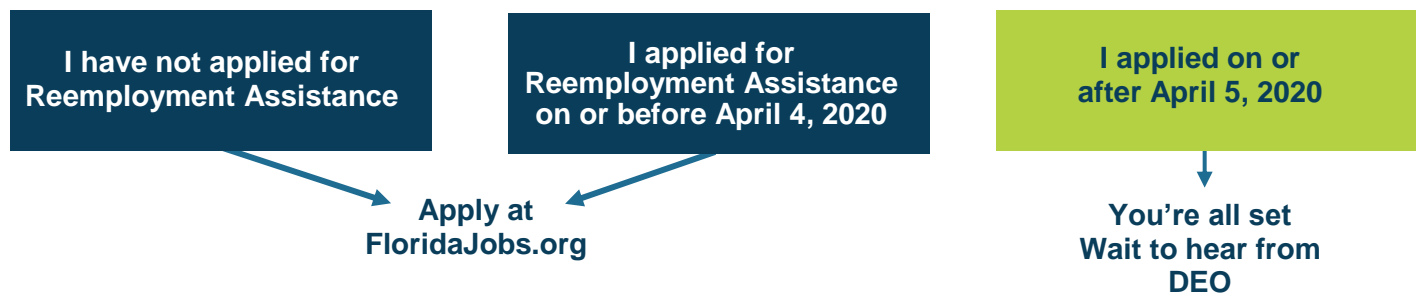 I have not applied for
Reemployment Assistance
I applied for
Reemployment Assistance
on or before April 4, 2020
I applied on or
after April 5, 2020
Apply at
FloridaJobs.org
You’re all set
Wait to hear from
DEO